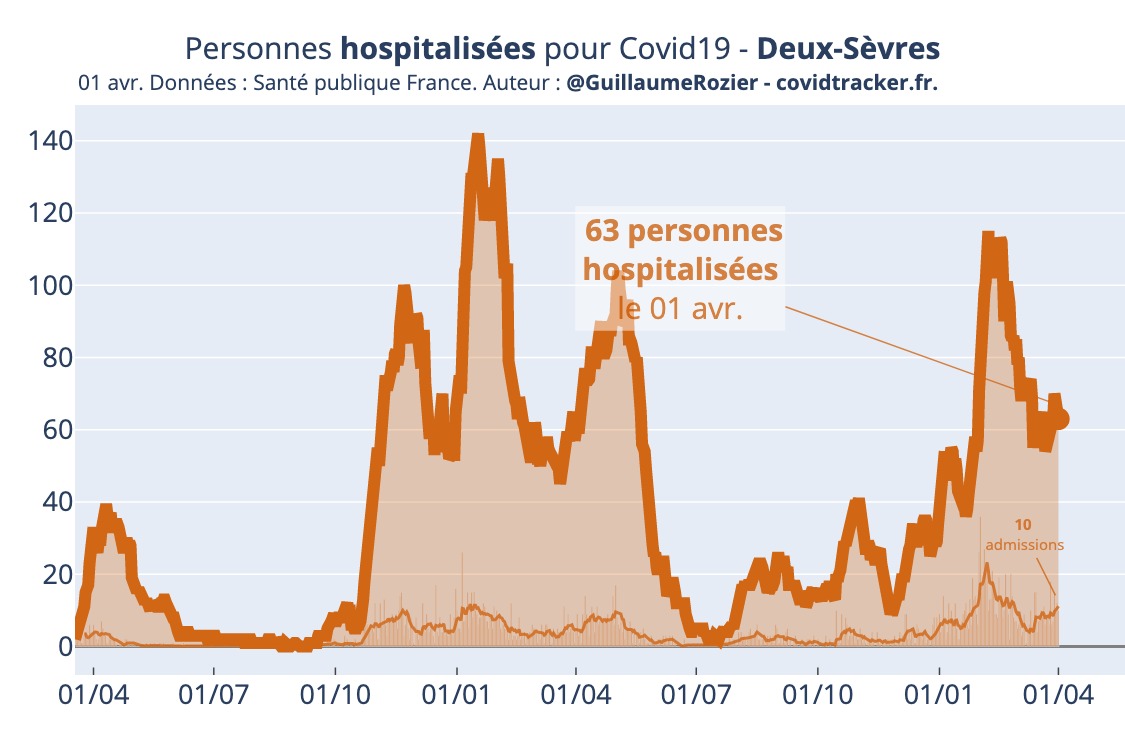 Personnes hospitalisées pour Covid19 - Deux-Sèvres
01 avr. Données : Santé publique France. Auteur : @GuillaumeRozier - covidtracker.fr.
140
120
100
80
60
40
20
0
63 personnes
hospitalisées
le 01 avr.
10
admissions
01/04 01/07 01/10 01/01 01/04 01/07 01/10 01/01 01/04